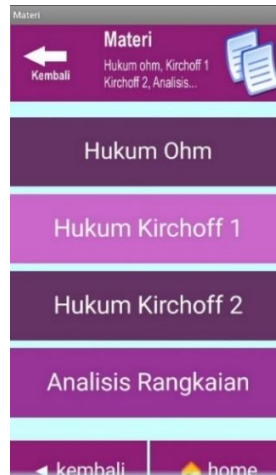 Materi
Materi
Hukum ohm, Kirchoff 1
Kirchoff 2, Analisis...
Kembali
Hukum Ohm
Hukum Kirchoff 1
Hukum Kirchoff 2
Analisis Rangkaian
◄ kembali
home